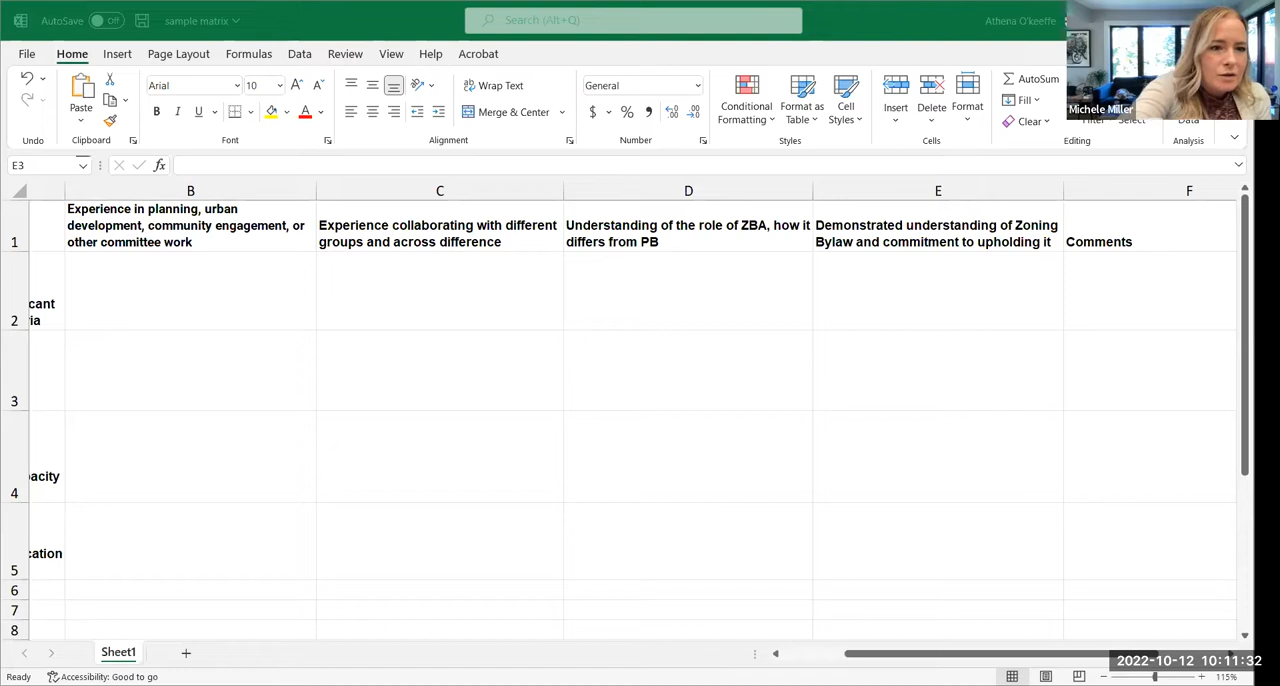 AutoSave Off sample matrix Search (Alt+Q) Athena O'keeffe
File Home Insert Page Layout Formulas Data Review View Help Acrobat
Arial 10 Wrap Text General AutoSum
Paste Merge & Center $ % Conditional Formatting Format as Table Cell Styles Insert Delete Format Fill
Clear
Michele Miller
Undo Clipboard Font Alignment Number Styles Cells Editing Analysis
E3 fx
B C D E F
1 Experience in planning, urban
development, community engagement, or
other committee work
Experience collaborating with different
groups and across difference
Understanding of the role of ZBA, how it
differs from PB
Demonstrated understanding of Zoning
Bylaw and commitment to upholding it
Comments
cant
2 ria
3
4 acity
5 cation
6
7
8
Sheet1
2022-10-12 10:11:32
Ready Accessibility: Good to go 115%